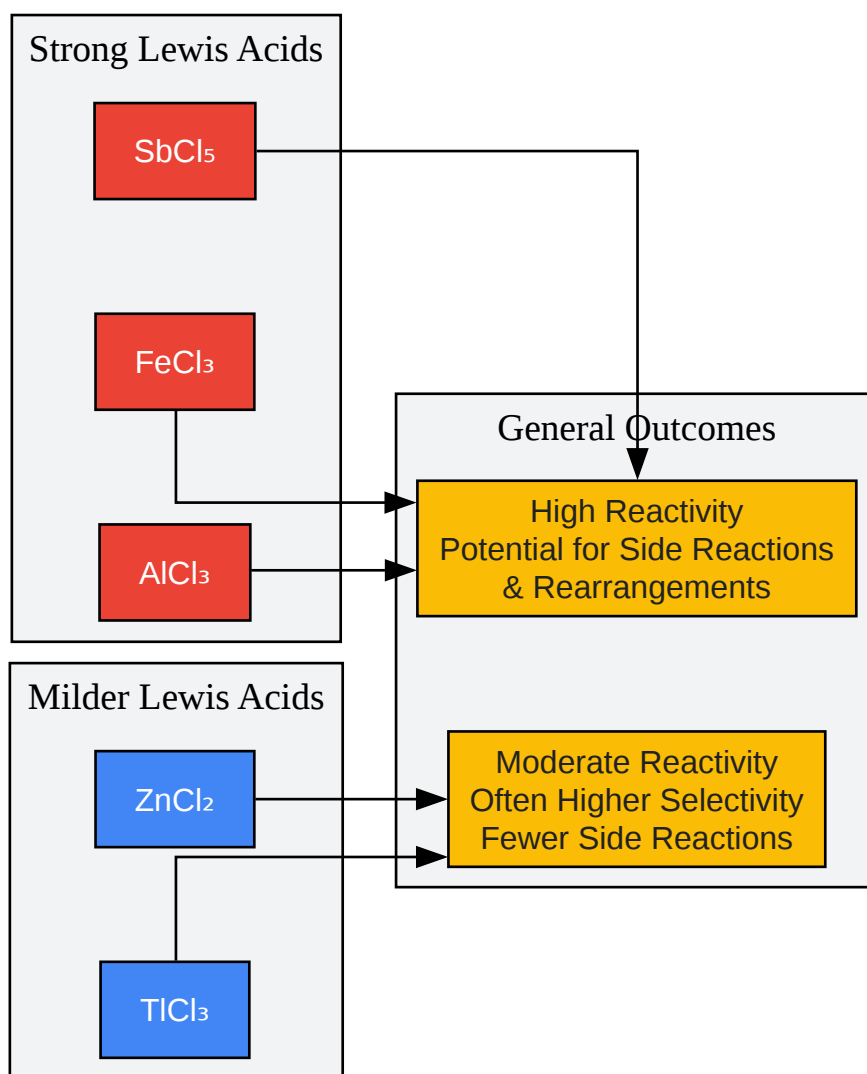 Strong Lewis Acids
SbCl₅
FeCl₃
AlCl₃
General Outcomes
High Reactivity
Potential for Side Reactions
& Rearrangements
Milder Lewis Acids
ZnCl₂
TlCl₃
Moderate Reactivity
Often Higher Selectivity
Fewer Side Reactions